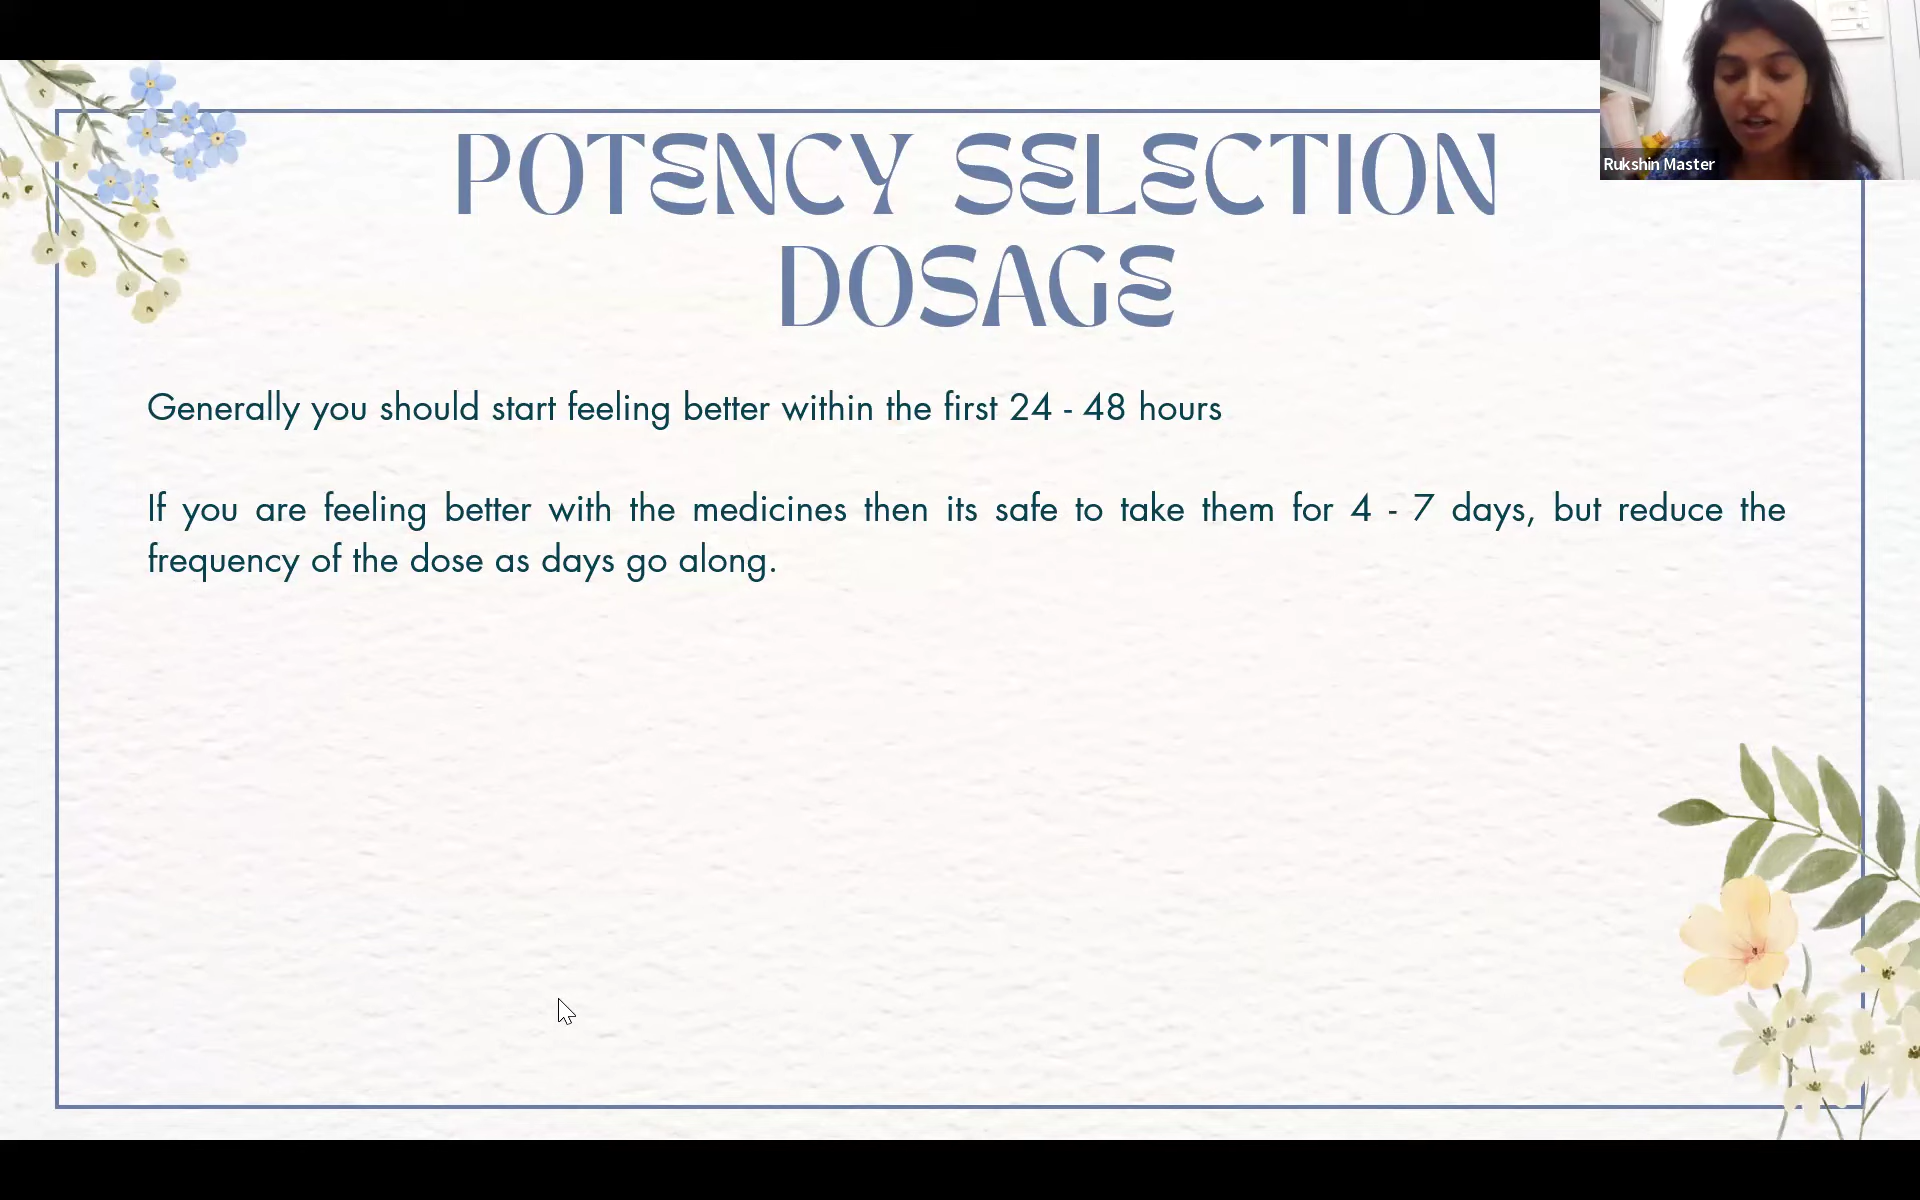 POTENCY SELECTION
DOSAGE
Rukshin Master
Generally you should start feeling better within the first 24 - 48 hours
If you are feeling better with the medicines then its safe to take them for 4 - 7 days, but reduce the
frequency of the dose as days go along.